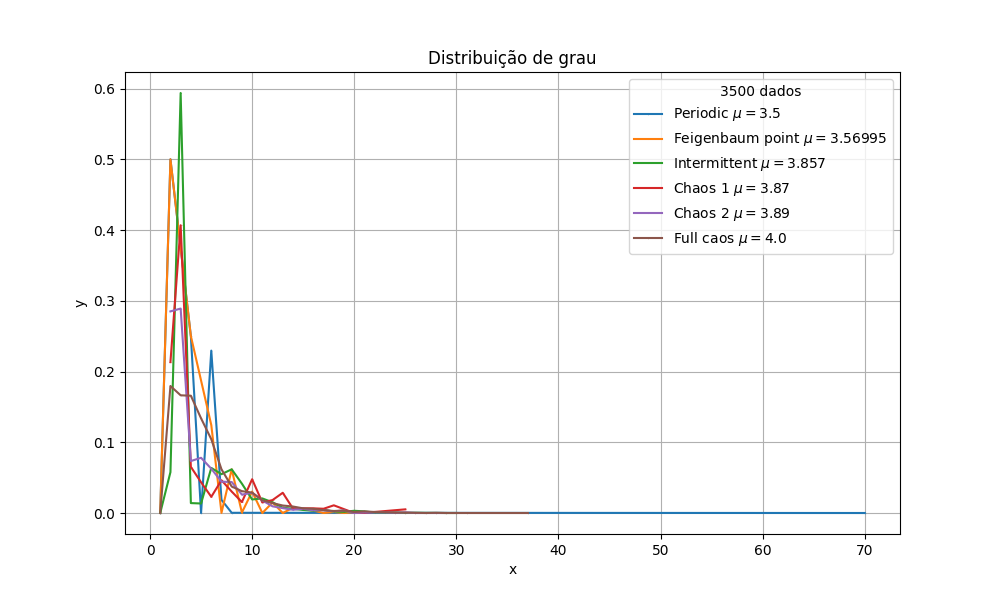 Distribuição de grau
3500 dados
Periodic μ = 3.5
Feigenbaum point μ = 3.56995
Intermittent μ = 3.857
Chaos 1 μ = 3.87
Chaos 2 μ = 3.89
Full caos μ = 4.0
y
0.6
0.5
0.4
0.3
0.2
0.1
0.0
0 10 20 30 40 50 60 70
x